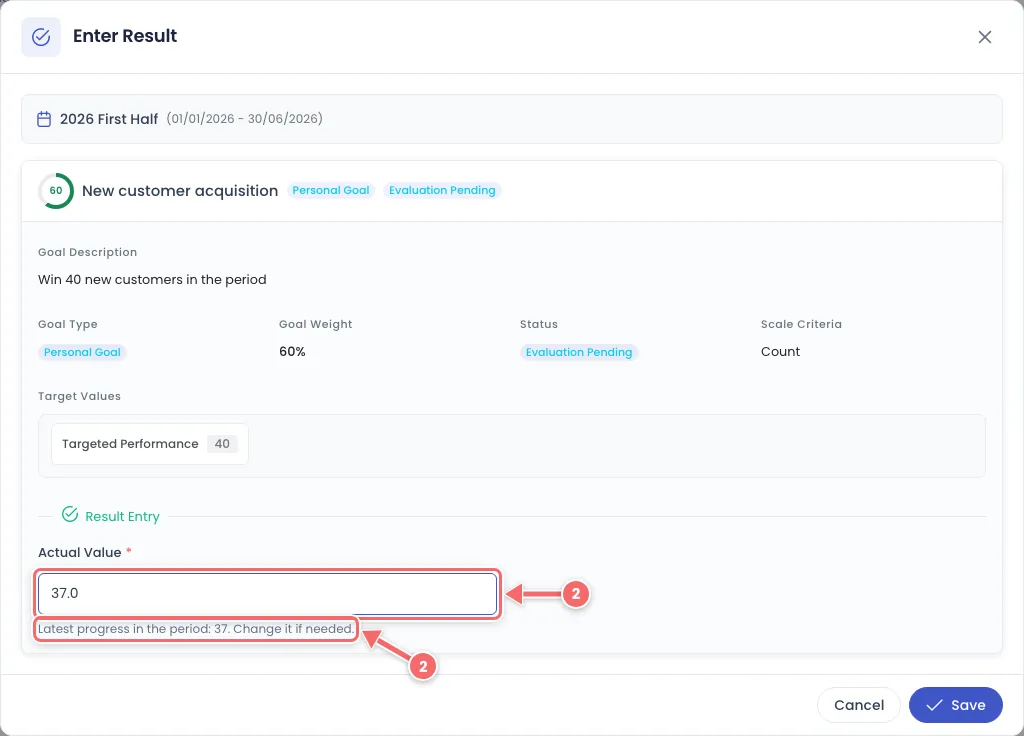 Enter Result
2026 First Half (01/01/2026 - 30/06/2026)
60 New customer acquisition Personal Goal Evaluation Pending
Goal Description
Win 40 new customers in the period
Goal Type Goal Weight Status Scale Criteria
Personal Goal 60% Evaluation Pending Count
Target Values
Targeted Performance 40
Result Entry
Actual Value *
37.0
2
Latest progress in the period: 37. Change it if needed.
2
Cancel Save